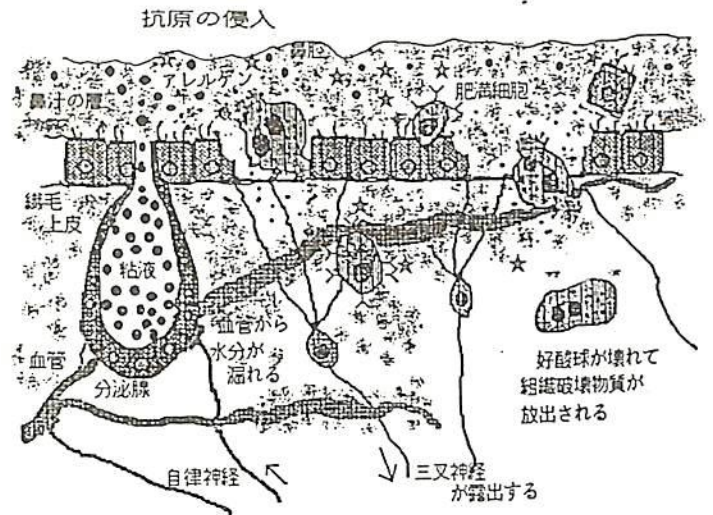 抗原の侵入
鼻腔
アレルゲン
鼻汁の層
肥満細胞
繊毛
上皮
粘液
血管から
水分が
漏れる
血管
分泌腺
好酸球が壊れて
組織破壊物質が
放出される
自律神経
三叉神経
が露出する